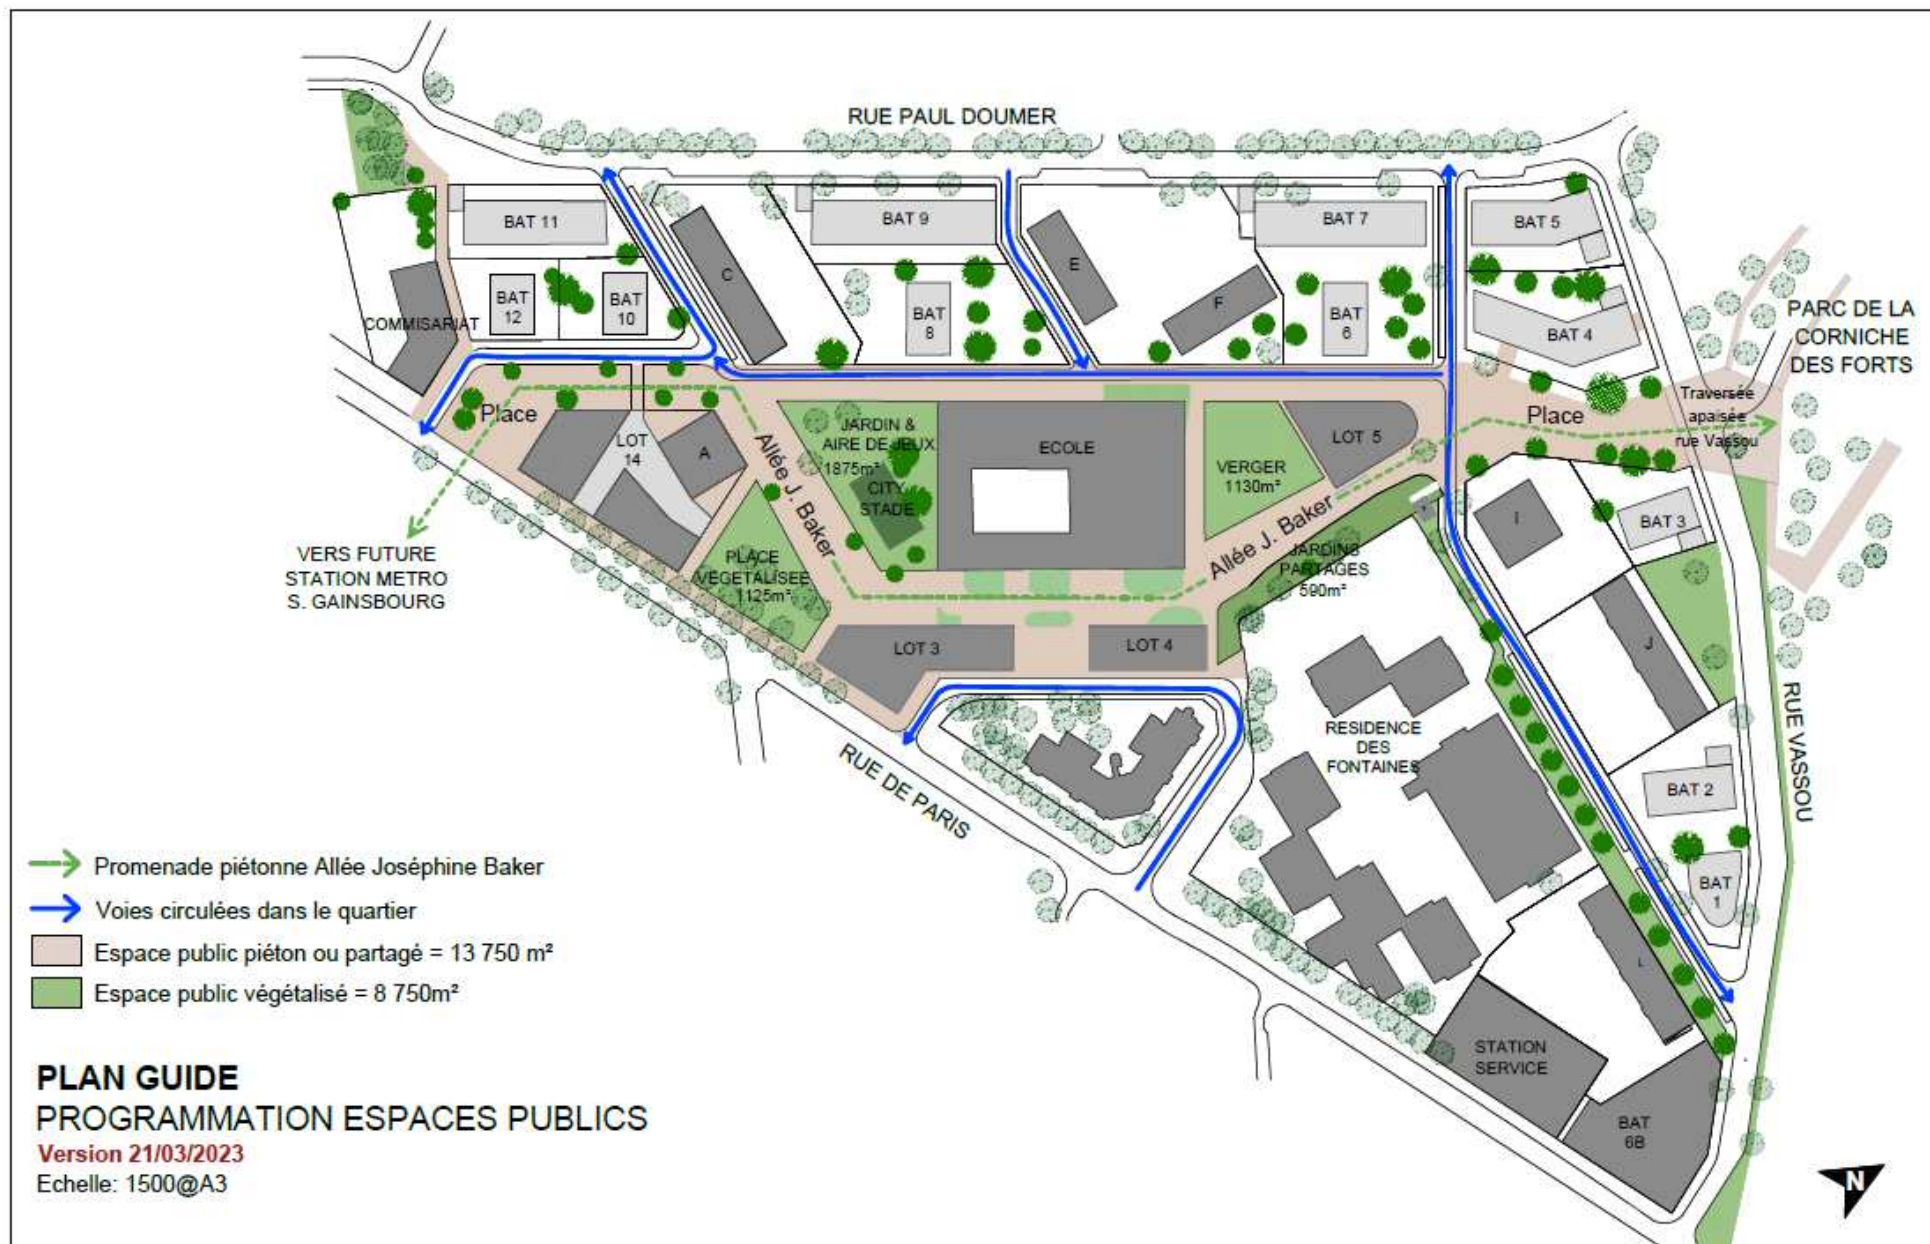 RUE PAUL DOUMER
BAT 11
BAT 9
BAT 7
BAT 5
C
E
F
BAT
12
BAT
10
BAT
8
BAT
6
BAT 4
COMMISARIAT
PARC DE LA
CORNICHE
DES FORTS
Place
LOT
14
A
Allée J. Baker
JARDIN &
AIRE DE JEUX
1875m²
CITY
STADE
ECOLE
VERGER
1130m²
LOT 5
Place
Traversée
apaisée
rue Vassou
Allée J. Baker
JARDINS
PARTAGES
590m²
I
BAT 3
VERS FUTURE
STATION METRO
S. GAINSBOURG
PLACE
VEGETALISEE
1125m²
LOT 3
LOT 4
J
RUE DE PARIS
RESIDENCE
DES
FONTAINES
RUE VASSOU
BAT 2
BAT
1
L
STATION
SERVICE
BAT
6B
Promenade piétonne Allée Joséphine Baker
Voies circulées dans le quartier
Espace public piéton ou partagé = 13 750 m²
Espace public végétalisé = 8 750m²
PLAN GUIDE
PROGRAMMATION ESPACES PUBLICS
Version 21/03/2023
Echelle: 1500@A3
N